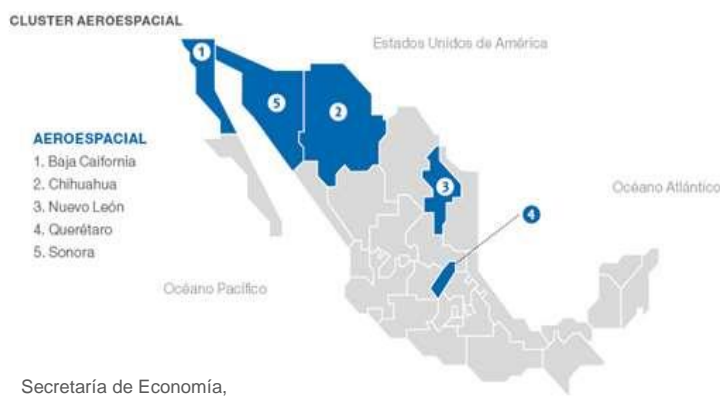 CLUSTER AEROESPACIAL
Estados Unidos de América
AEROESPACIAL
1. Baja Caifornia
2. Chihuahua
3. Nuevo León
4. Querétaro
5. Sonora
1
5
2
3
4
Océano Atlántico
Océano Pacífico
Secretaría de Economía,